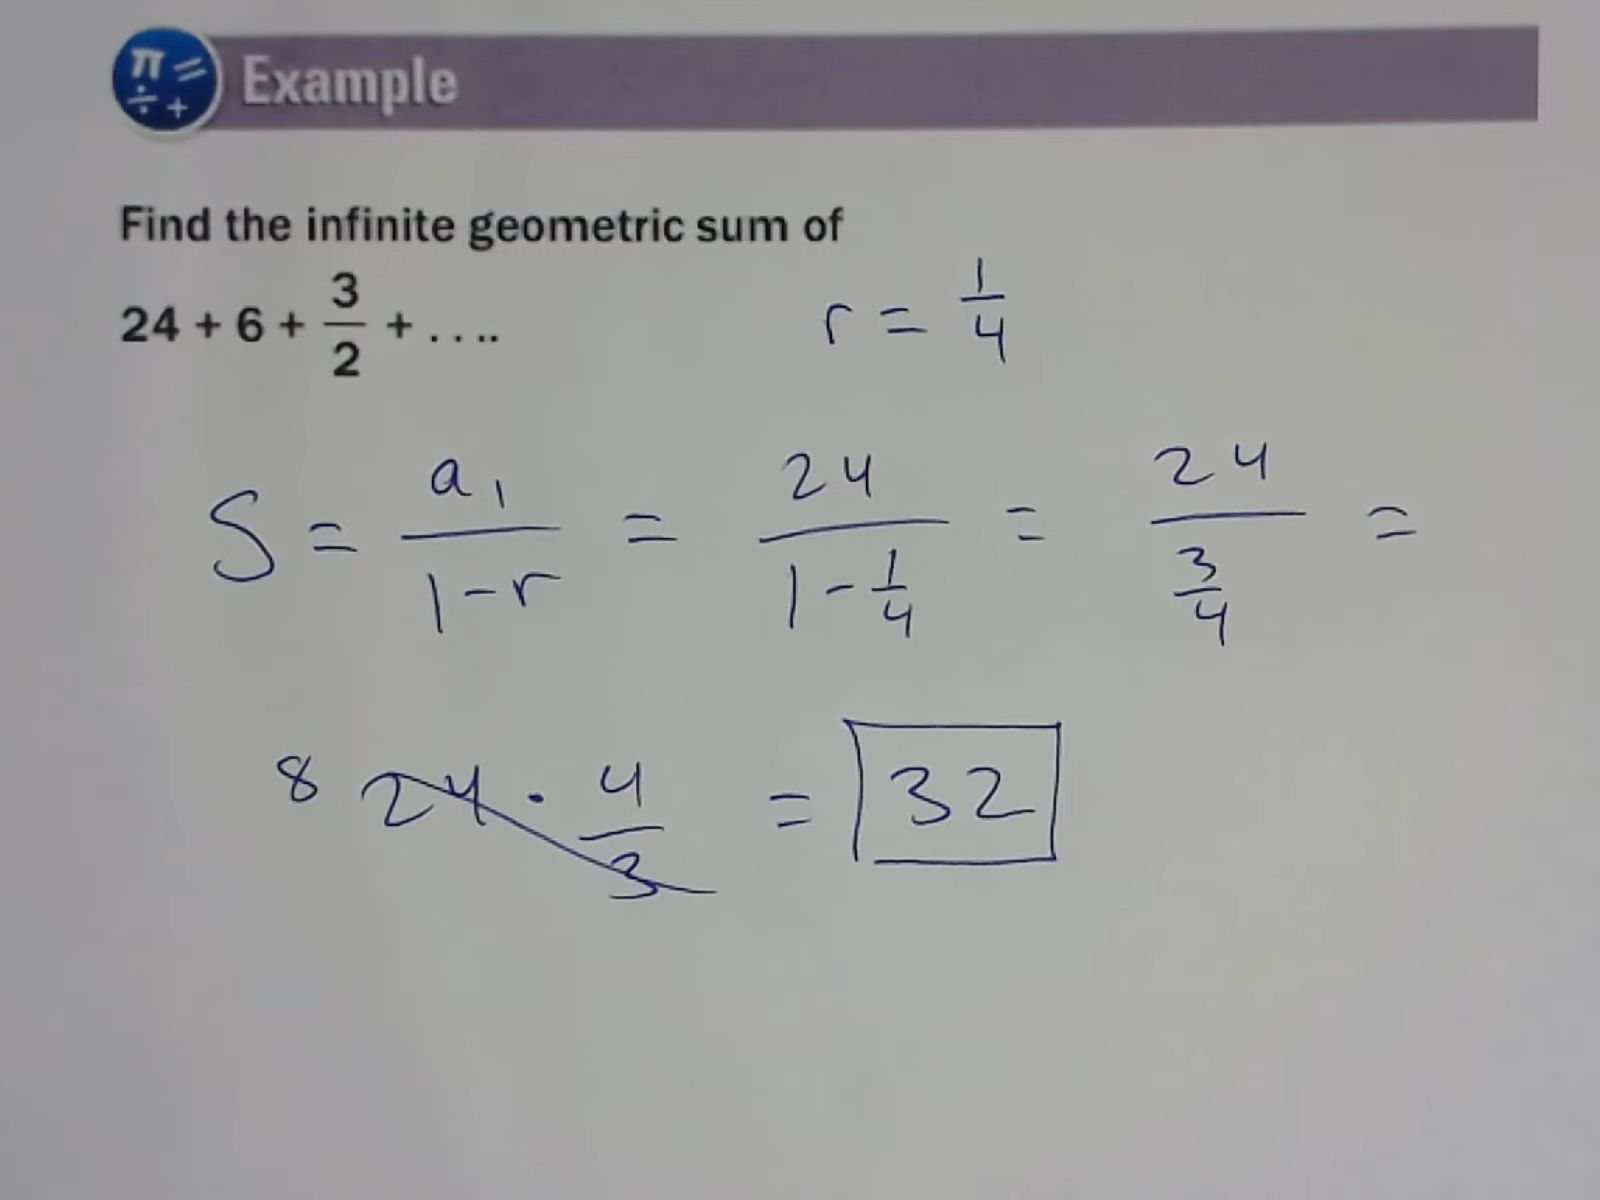 π = ÷ +
Example
Find the infinite geometric sum of
24 + 6 + 3/2 + ....
r = 1/4
S = a₁/(1-r) = 24/(1-1/4) = 24/(3/4) =
8 24 · 4/3 = 32